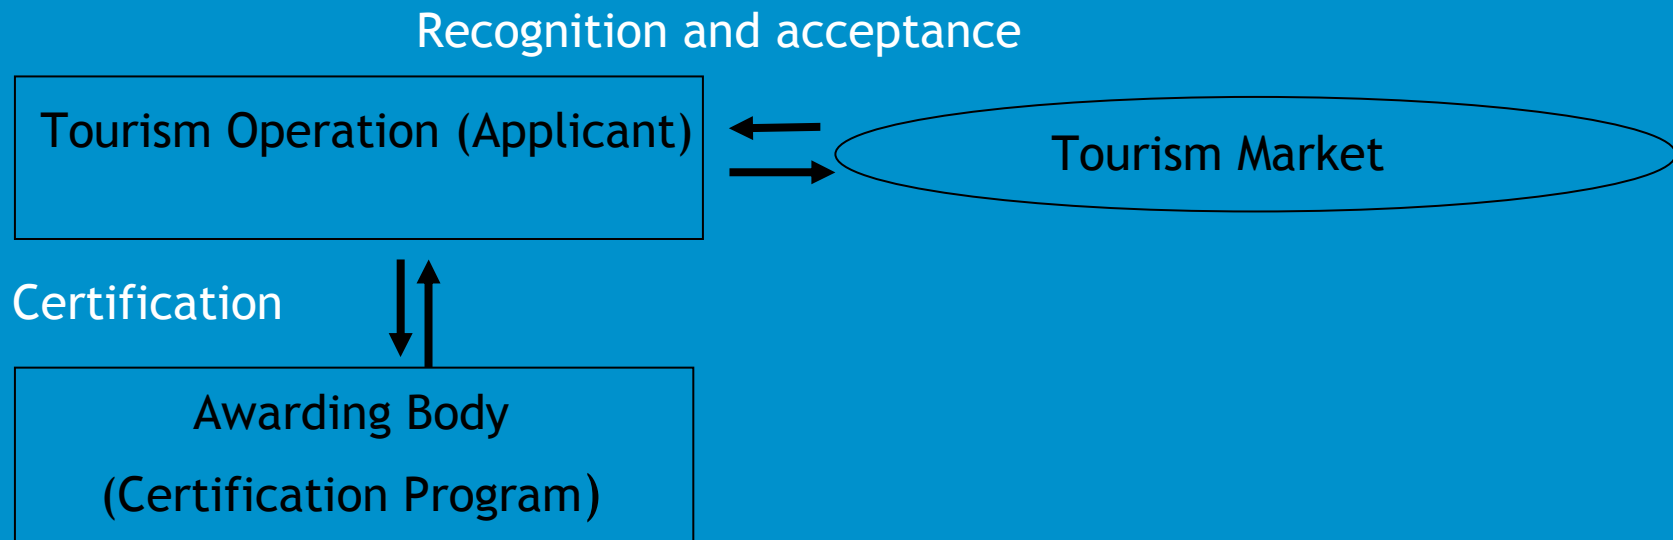 Recognition and acceptance
Tourism Operation (Applicant)
Tourism Market
Certification
Awarding Body
(Certification Program)